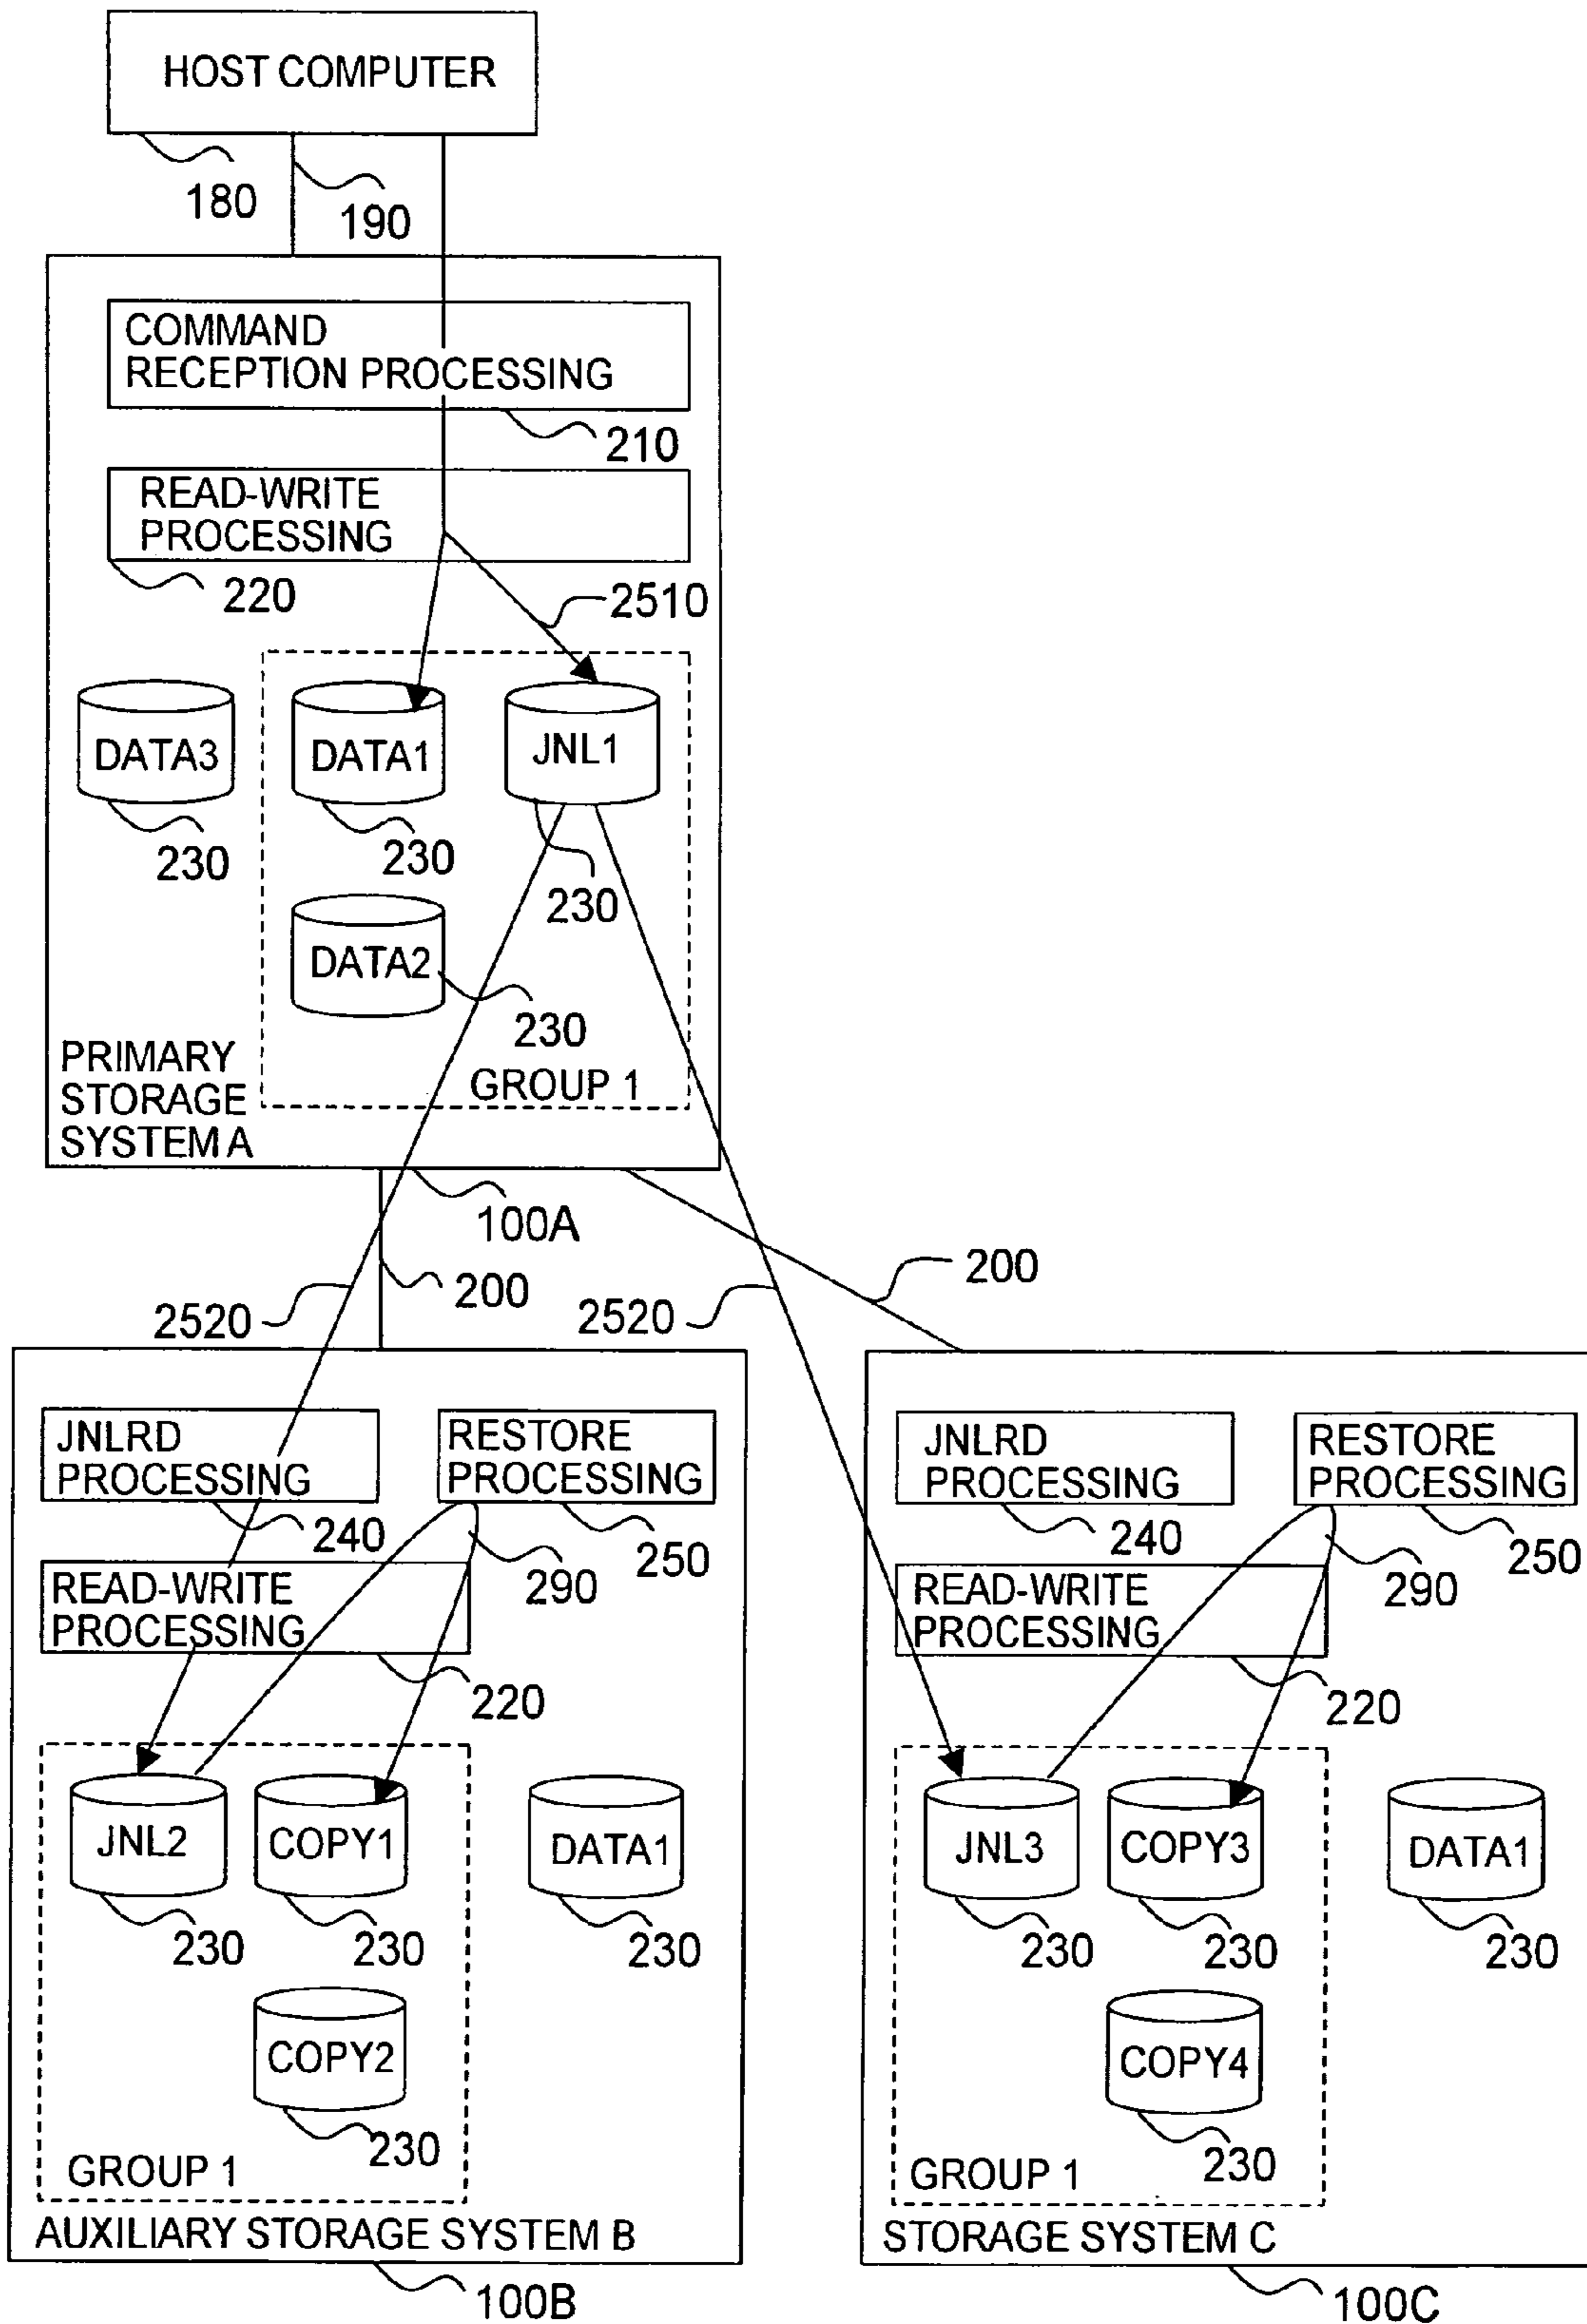 HOST COMPUTER
180
190
COMMAND
RECEPTION PROCESSING
210
READ-WRITE
PROCESSING
220
2510
DATA3
DATA1
JNL1
230
230
230
DATA2
230
PRIMARY
STORAGE
SYSTEM A
GROUP 1
100A
200
200
2520
2520
JNLRD
PROCESSING
RESTORE
PROCESSING
240
250
290
READ-WRITE
PROCESSING
220
JNL2
COPY1
DATA1
230
230
230
COPY2
230
GROUP 1
AUXILIARY STORAGE SYSTEM B
100B
JNLRD
PROCESSING
RESTORE
PROCESSING
240
250
290
READ-WRITE
PROCESSING
220
JNL3
COPY3
DATA1
230
230
230
COPY4
230
GROUP 1
STORAGE SYSTEM C
100C